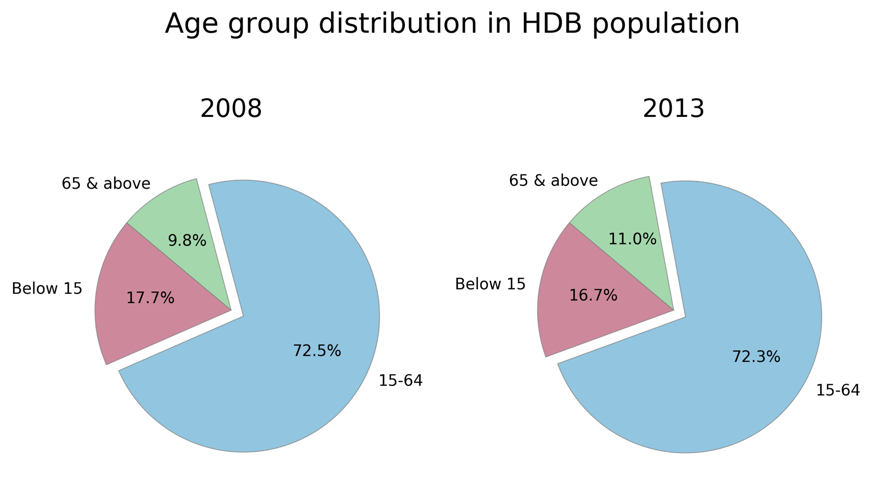 Age group distribution in HDB population
2008
65 & above
9.8%
Below 15
17.7%
72.5%
15-64
2013
65 & above
11.0%
Below 15
16.7%
72.3%
15-64